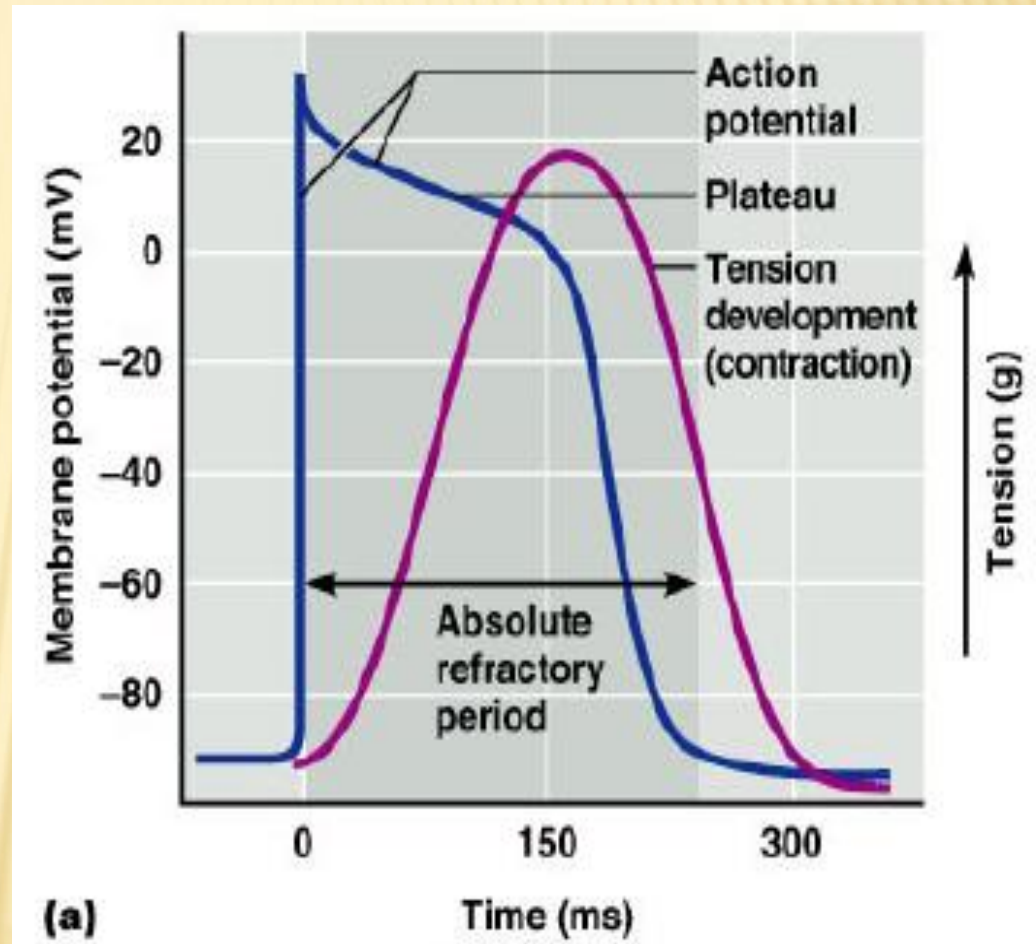 Action
potential
20
Plateau
0
Tension
development
(contraction)
Membrane potential (mV)
Tension (g)
–20
–40
–60
Absolute
refractory
period
–80
0 150 300
(a) Time (ms)